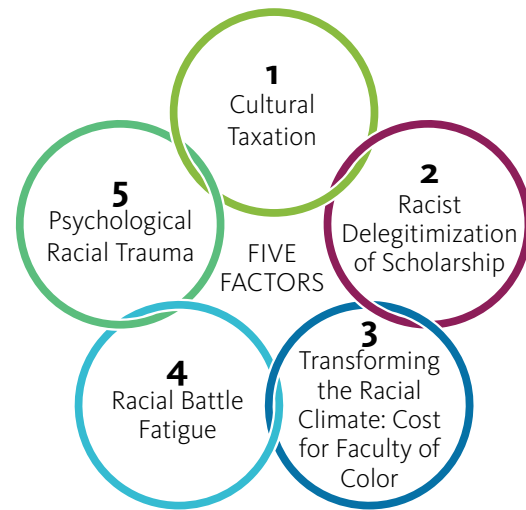 1
Cultural
Taxation
2
Racist
Delegitimization
of Scholarship
3
Transforming
the Racial
Climate: Cost
for Faculty of
Color
4
Racial Battle
Fatigue
5
Psychological
Racial Trauma
FIVE
FACTORS